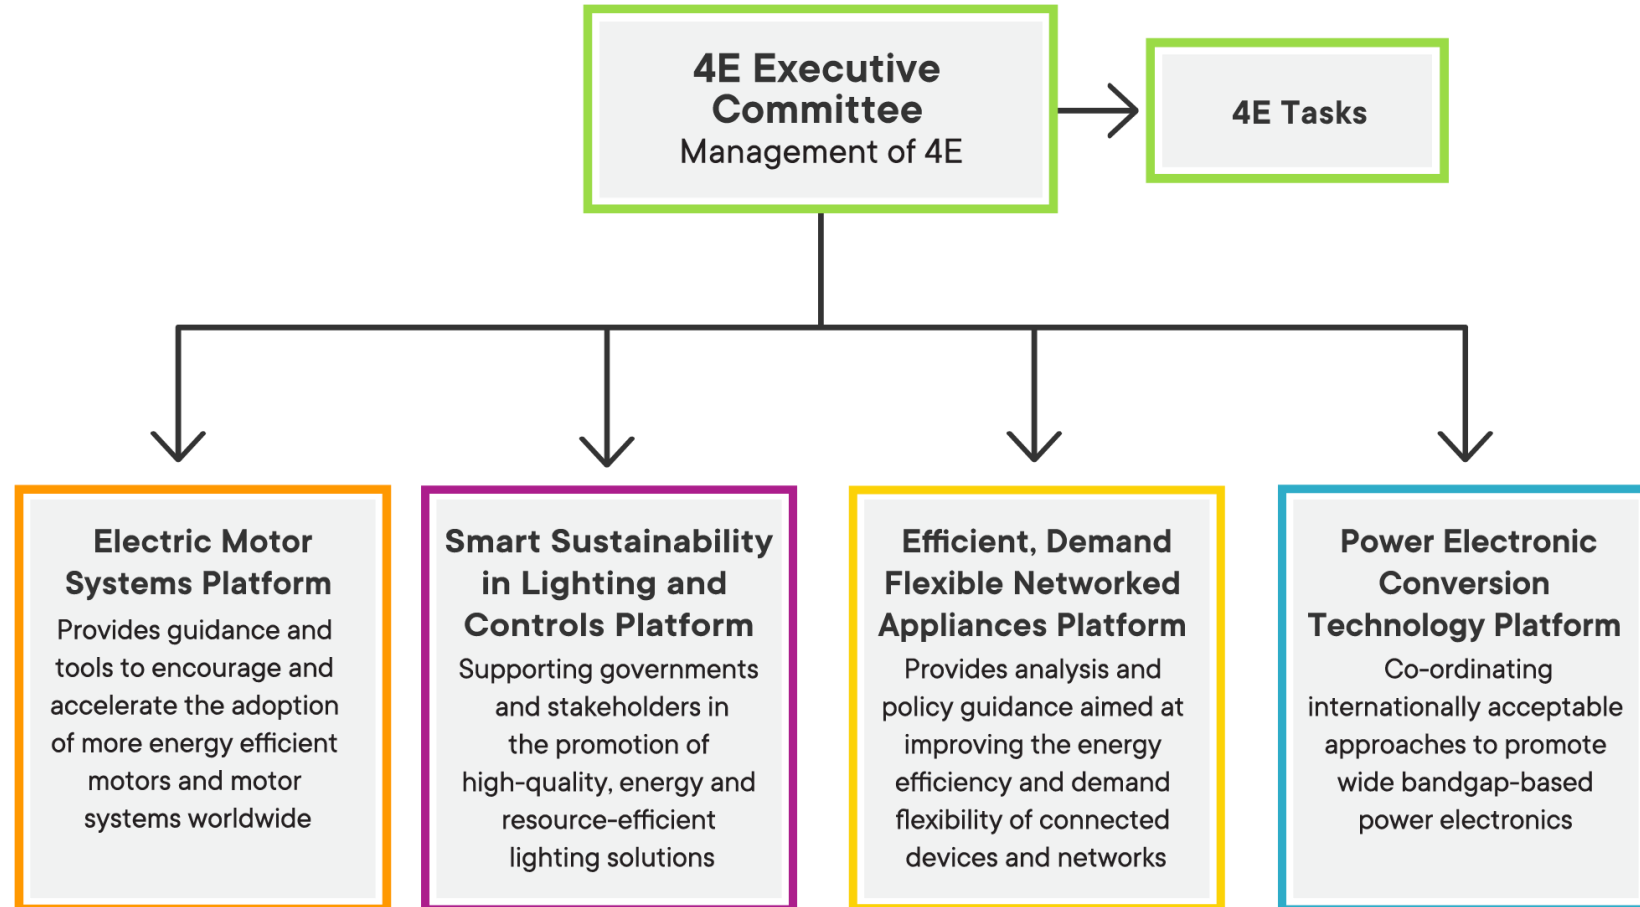 4E Executive
Committee
Management of 4E
4E Tasks
Electric Motor
Systems Platform
Provides guidance and
tools to encourage and
accelerate the adoption
of more energy efficient
motors and motor
systems worldwide
Smart Sustainability
in Lighting and
Controls Platform
Supporting governments
and stakeholders in
the promotion of
high-quality, energy and
resource-efficient
lighting solutions
Efficient, Demand
Flexible Networked
Appliances Platform
Provides analysis and
policy guidance aimed at
improving the energy
efficiency and demand
flexibility of connected
devices and networks
Power Electronic
Conversion
Technology Platform
Co-ordinating
internationally acceptable
approaches to promote
wide bandgap-based
power electronics